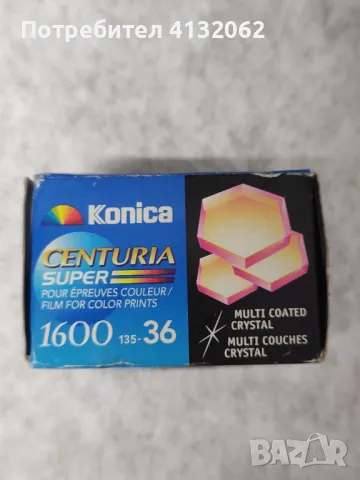 Потребител 4132062
Konica
CENTURIA
SUPER
POUR ÉPREUVES COULEUR/
FILM FOR COLOR PRINTS
1600 135-36
MULTI COATED
CRYSTAL
MULTI COUCHES
CRYSTAL
BAZAR